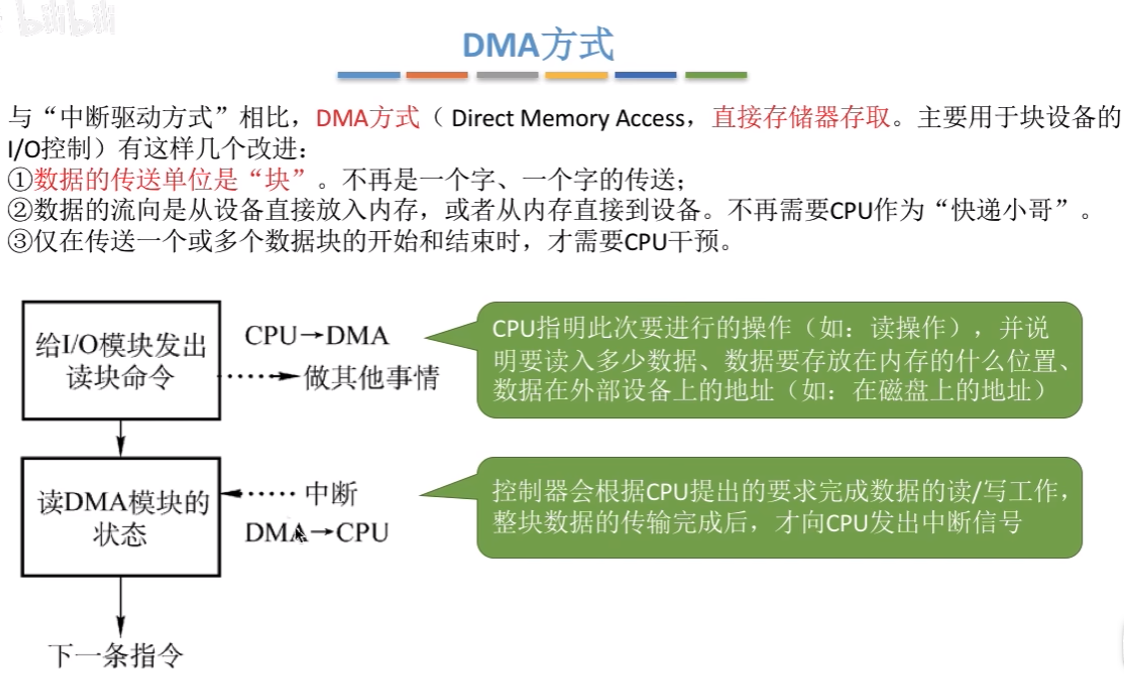 bilibili
DMA方式
与“中断驱动方式”相比，DMA方式（ Direct Memory Access，直接存储器存取。主要用于块设备的
I/O控制）有这样几个改进：
①数据的传送单位是“块”。不再是一个字、一个字的传送；
②数据的流向是从设备直接放入内存，或者从内存直接到设备。不再需要CPU作为“快递小哥”。
③仅在传送一个或多个数据块的开始和结束时，才需要CPU干预。
给I/O模块发出
读块命令
CPU→DMA
做其他事情
CPU指明此次要进行的操作（如：读操作），并说
明要读入多少数据、数据要存放在内存的什么位置、
数据在外部设备上的地址（如：在磁盘上的地址）
读DMA模块的
状态
中断
DMA→CPU
控制器会根据CPU提出的要求完成数据的读/写工作，
整块数据的传输完成后，才向CPU发出中断信号
下一条指令